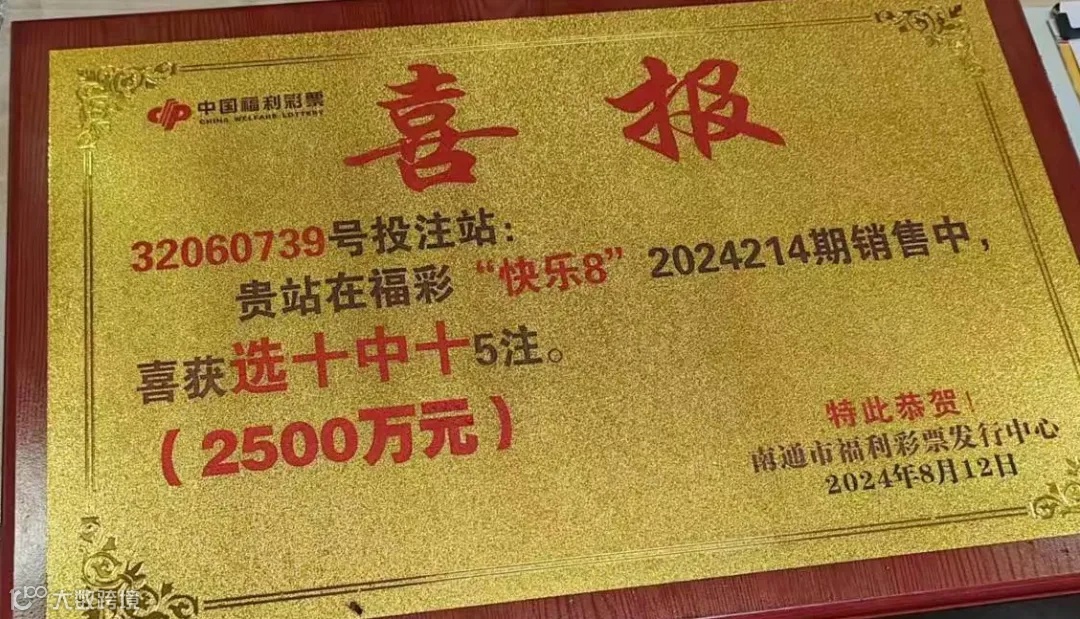 中国福利彩票
CHINA WELFARE LOTTERY
喜报
32060739号投注站：
贵站在福彩“快乐8”2024214期销售中，
喜获选十中十5注。
（2500万元）
特此恭贺！
南通市福利彩票发行中心
2024年8月12日
大数跨境